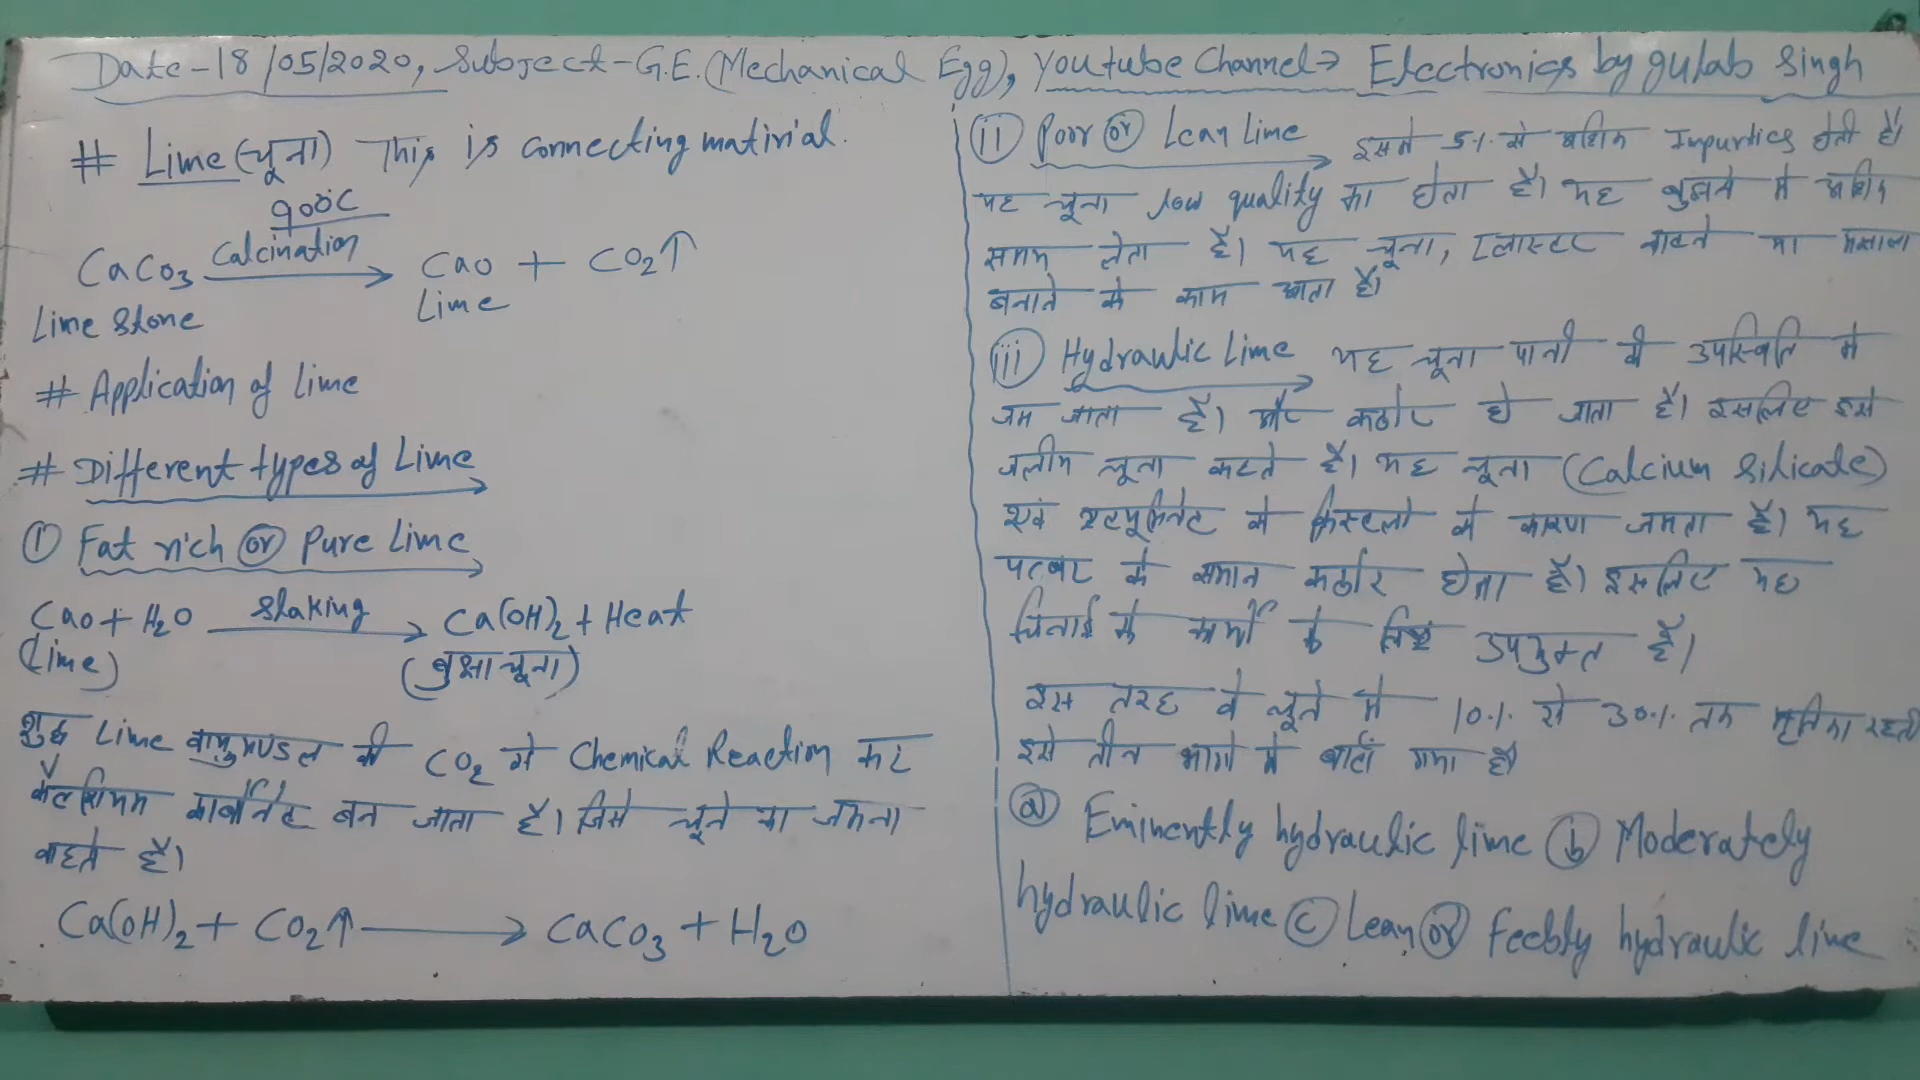 Date-18/05/2020, Subject-G.E.(Mechanical Egg), Youtube Channel→ Electronics by gulab Singh
# Lime (चूना) This is connecting matirial.
900°C
CaCO3 Calcination → CaO + CO2↑
Lime Stone Lime
# Application of Lime
# Different types of Lime
(i) Fat rich or Pure Lime
CaO + H2O slaking → Ca(OH)2 + Heat
(Lime) (बुझा चूना)
शुद्ध Lime वायुमण्डल की CO2 से Chemical Reaction कर
कैल्शियम कार्बोनेट बन जाता है। जिसे चूने का जमना
कहते है।
Ca(OH)2 + CO2↑ → CaCO3 + H2O
(ii) Poor or Lean Lime इसमे 5% से अधिक Impurtics होती है।
यह चूना low quality का होता है। यह बुझने मे अधिक
समय लेता है। यह चूना, प्लास्टर करने या मसाला
बनाने के काम आता है।
(iii) Hydraulic Lime यह चूना पानी की उपस्थिति मे
जम जाता है। और कठोर हो जाता है। इसलिए इसे
जलीय चूना कहते है। यह चूना (Calcium Silicate)
एवं एल्यूमिनेट के क्रिस्टलो के कारण जमता है। यह
पत्थर के समान कठोर होता है। इसलिए यह
चिनाई के कार्यो के लिए उपयुक्त है।
इस तरह के चूने मे 10% से 30% तक मृतिका रहती
इसे तीन भागो मे बाटाँ गया है।
(a) Eminently hydraulic lime (b) Moderately
hydraulic lime (c) Lean or Feebly hydraulic lime